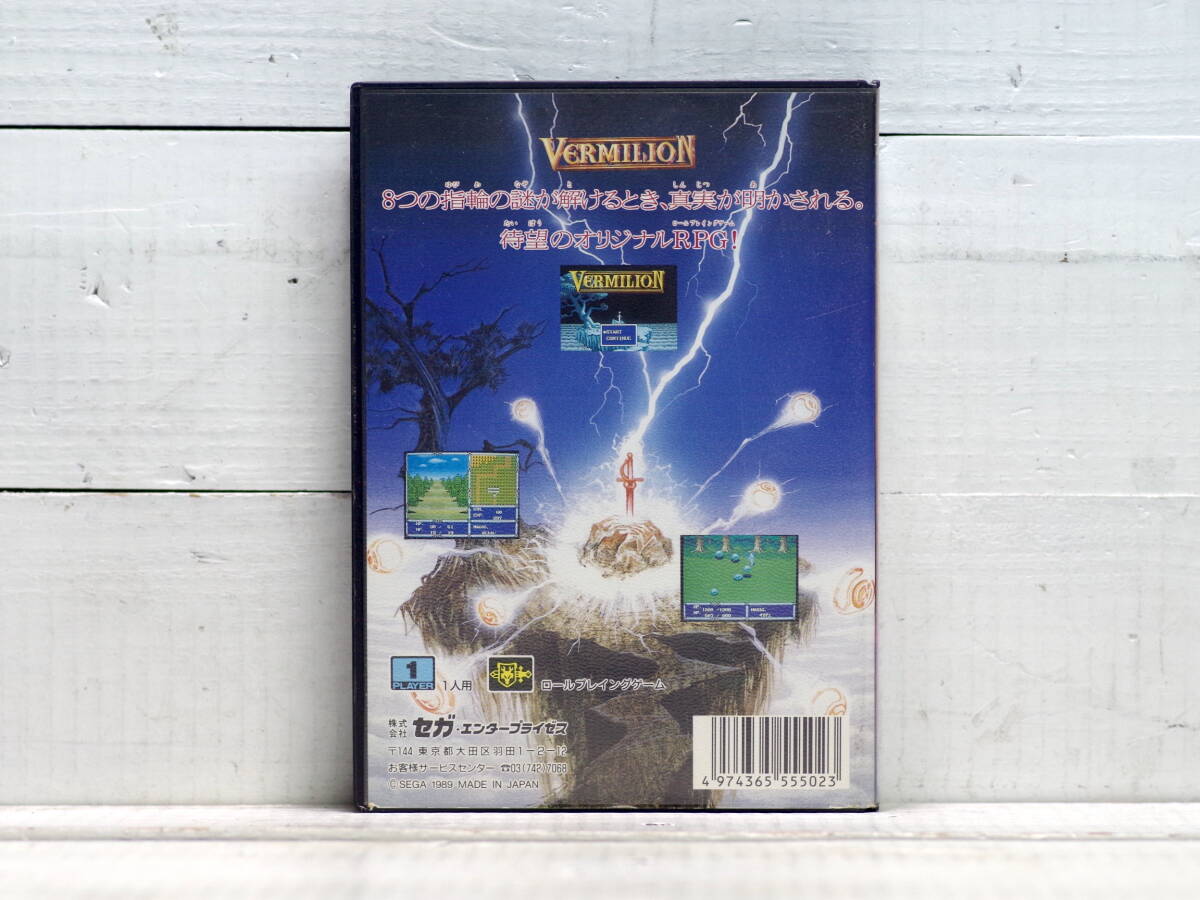 VERMILION
8つの指輪の謎が解けるとき、真実が明かされる。
待望のオリジナルRPG!
VERMILION
START
CONTINUE
1
PLAYER
1人用
ロールプレイングゲーム
株式会社 セガ・エンタープライゼス
〒144 東京都大田区羽田1-2-12
お客様サービスセンター ☎03(742)7068
©SEGA 1989 MADE IN JAPAN
4 974365 555023